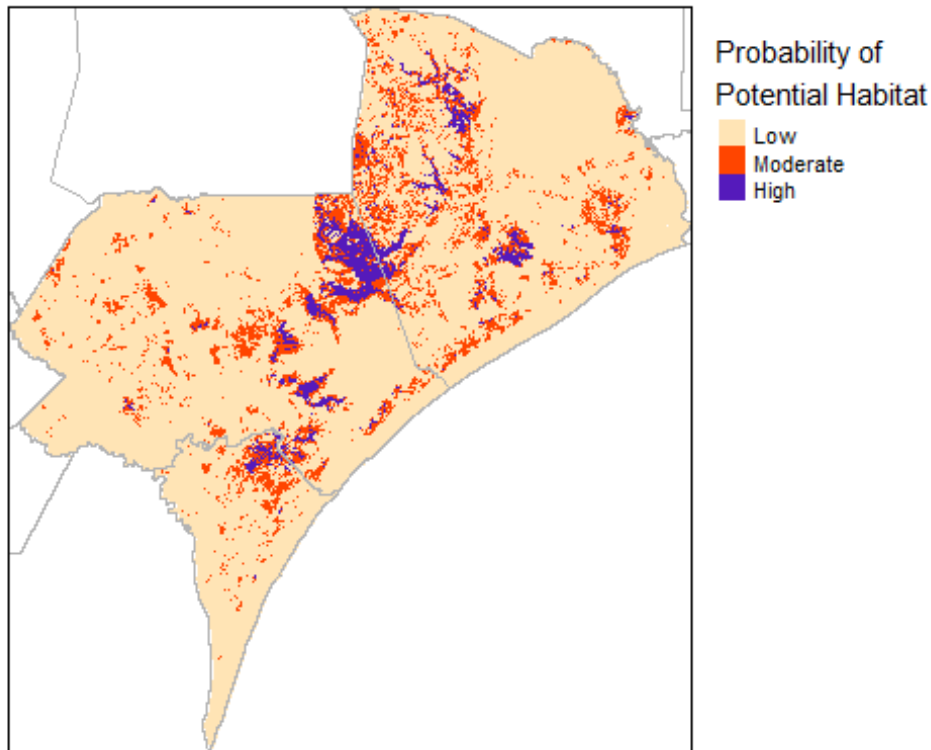 Probability of
Potential Habitat
Low
Moderate
High